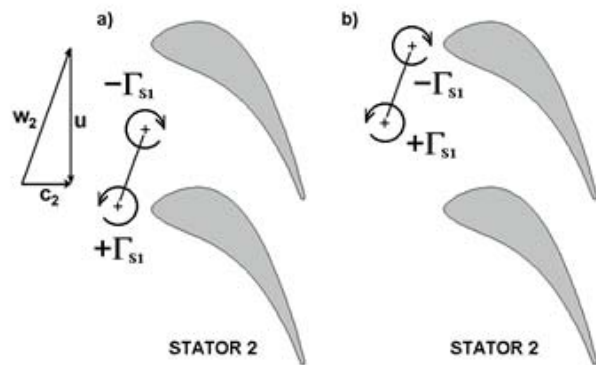 a)
−ΓS1
w2
u
c2
+ΓS1
STATOR 2
b)
−ΓS1
+ΓS1
STATOR 2